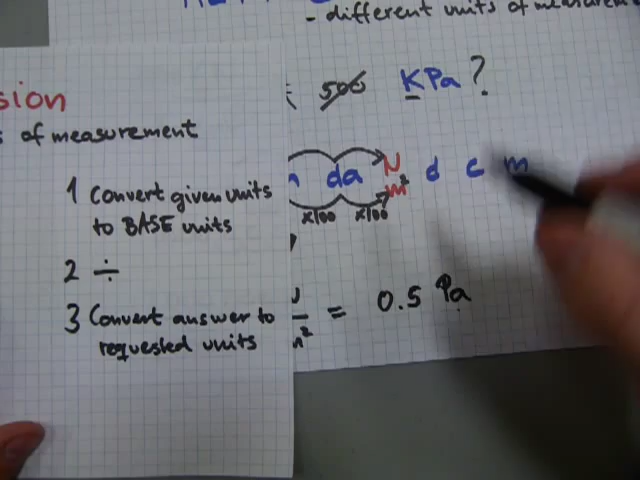 - different units of measurement
sion
of measurement
1 Convert given units
to BASE units
2 ÷
3 Convert answer to
requested units
500 KPa?
da N d c m
m²
x100 x100
= 0.5 Pa